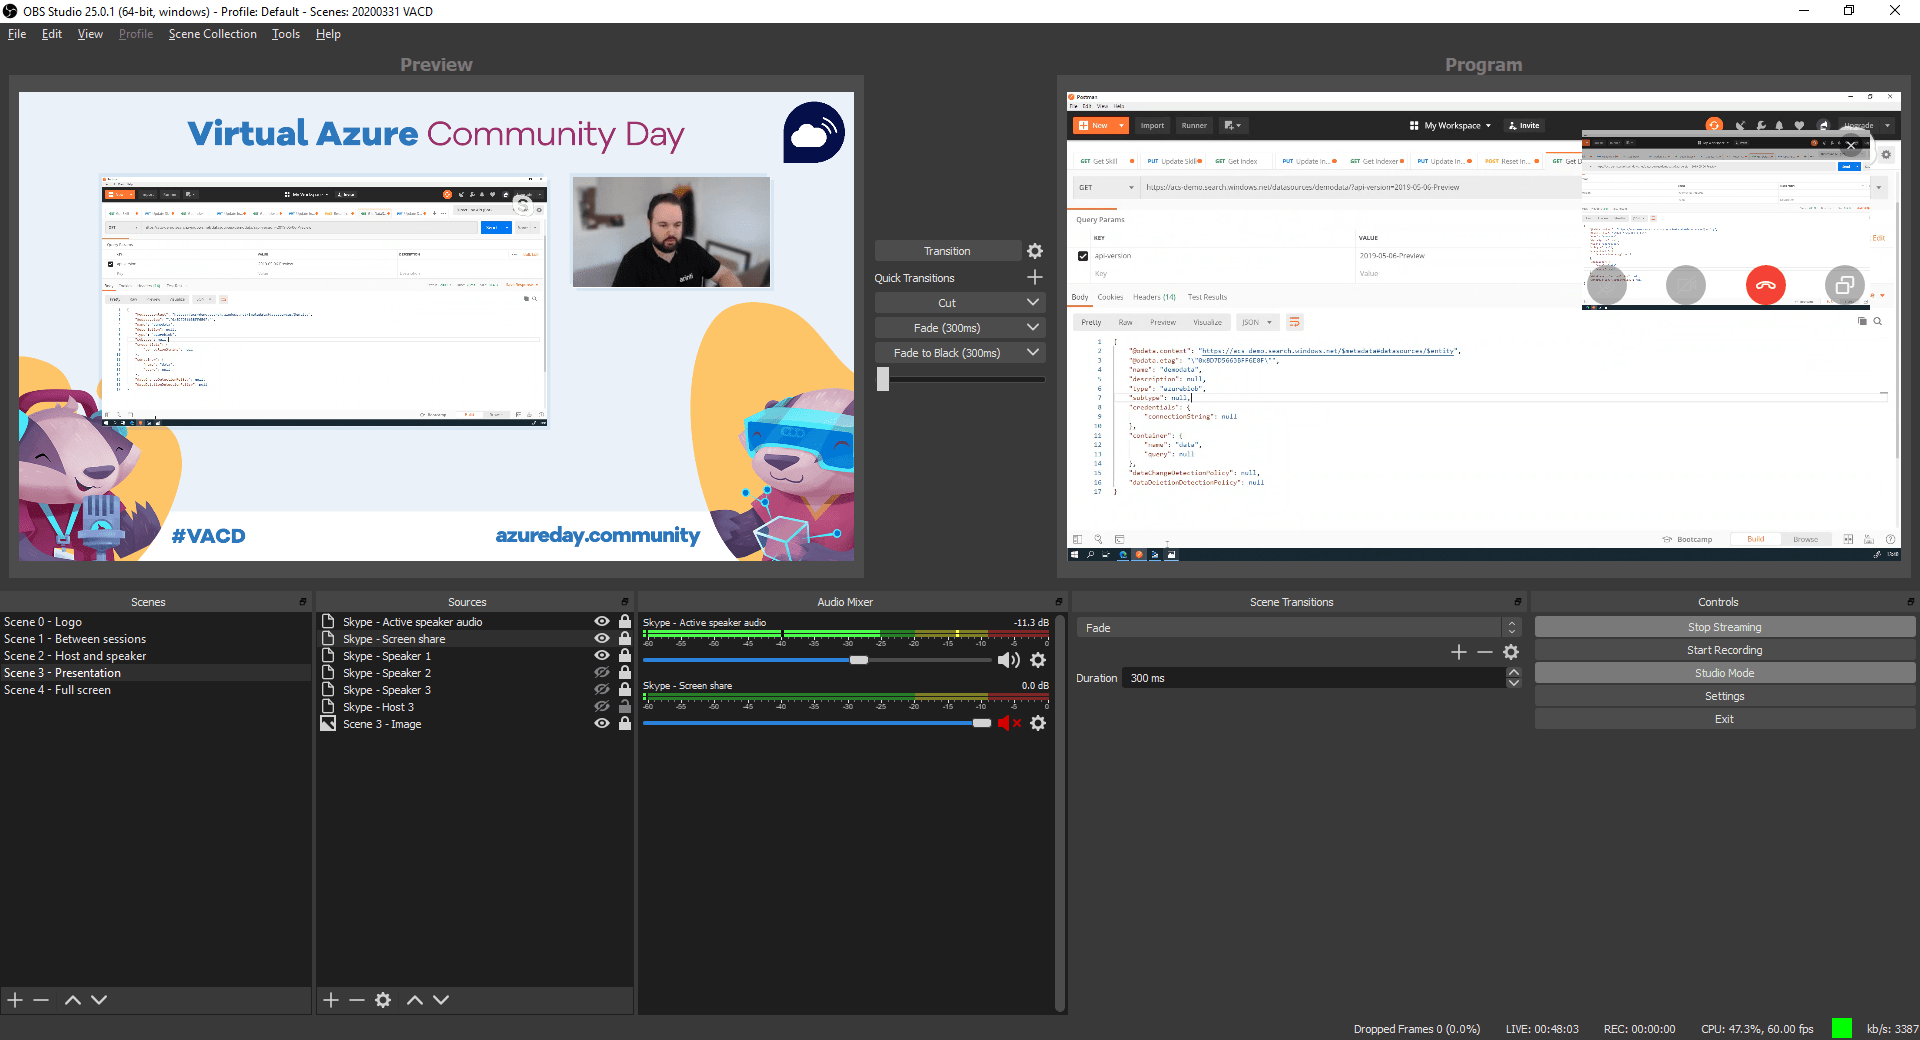 OBS Studio 25.0.1 (64-bit, windows) - Profile: Default - Scenes: 20200331 VACD
File Edit View Profile Scene Collection Tools Help
Preview
Virtual Azure Community Day
#VACD
azureday.community
Transition
Quick Transitions
Cut
Fade (300ms)
Fade to Black (300ms)
Program
Postman
File Edit View Help
New Import Runner My Workspace Invite Upgrade
GET Get Skill PUT Update Skill GET Get Index PUT Update In... GET Get Indexer PUT Update In... POST Reset In... GET Get D
GET https://acs-demo.search.windows.net/datasources/demodata/?api-version=2019-05-06-Preview
Query Params
KEY VALUE
api-version 2019-05-06-Preview
Key Value
Edit
Body Cookies Headers (14) Test Results
Pretty Raw Preview Visualize JSON
1 {
2 "@odata.context": "https://acs-demo.search.windows.net/$metadata#datasources/$entity",
3 "@odata.etag": "\"0x8D7D5663BFF6E0F\"",
4 "name": "demodata",
5 "description": null,
6 "type": "azureblob",
7 "subtype": null,
8 "credentials": {
9 "connectionString": null
10 },
11 "container": {
12 "name": "data",
13 "query": null
14 },
15 "dataChangeDetectionPolicy": null,
16 "dataDeletionDetectionPolicy": null
17 }
Bootcamp Build Browse
Scenes
Scene 0 - Logo
Scene 1 - Between sessions
Scene 2 - Host and speaker
Scene 3 - Presentation
Scene 4 - Full screen
Sources
Skype - Active speaker audio
Skype - Screen share
Skype - Speaker 1
Skype - Speaker 2
Skype - Speaker 3
Skype - Host 3
Scene 3 - Image
Audio Mixer
Skype - Active speaker audio -11.3 dB
-60 -55 -50 -45 -40 -35 -30 -25 -20 -15 -10 -5 0
Skype - Screen share 0.0 dB
-60 -55 -50 -45 -40 -35 -30 -25 -20 -15 -10 -5 0
Scene Transitions
Fade
Duration 300 ms
Controls
Stop Streaming
Start Recording
Studio Mode
Settings
Exit
Dropped Frames 0 (0.0%) LIVE: 00:48:03 REC: 00:00:00 CPU: 47.3%, 60.00 fps kb/s: 3387